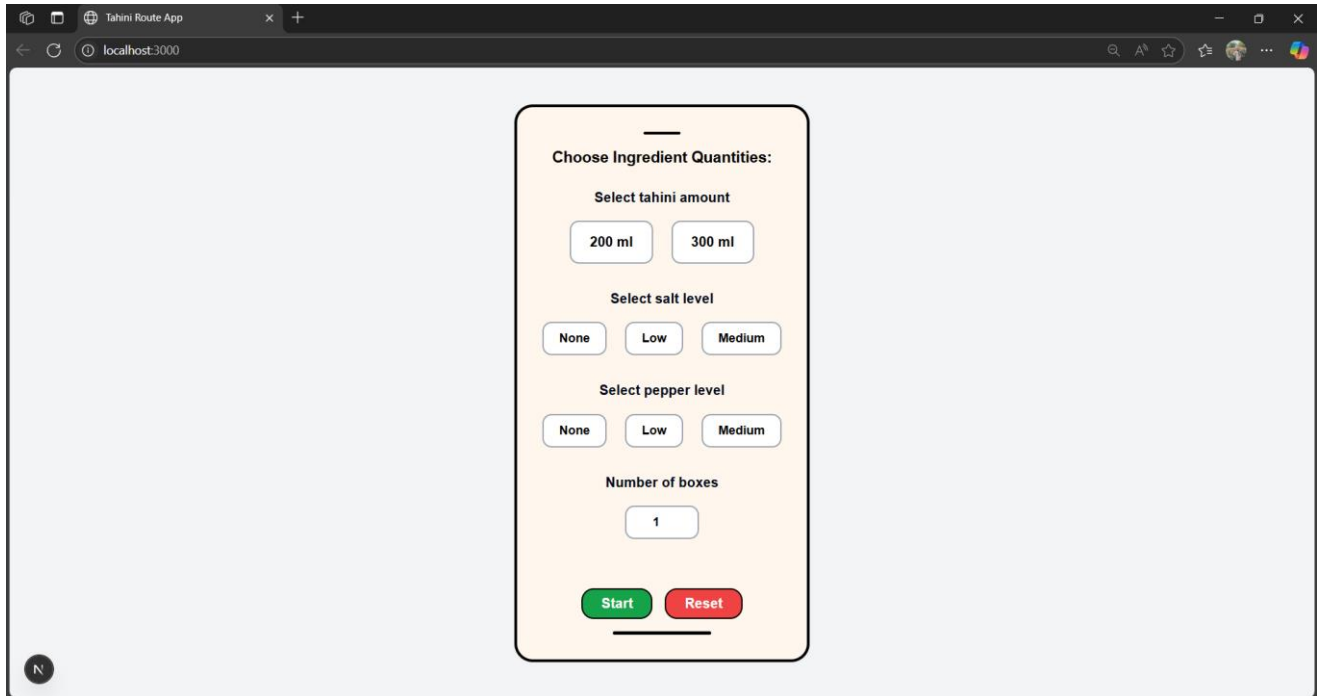 Tahini Route App
localhost:3000
Choose Ingredient Quantities:
Select tahini amount
200 ml 300 ml
Select salt level
None Low Medium
Select pepper level
None Low Medium
Number of boxes
1
Start Reset
N